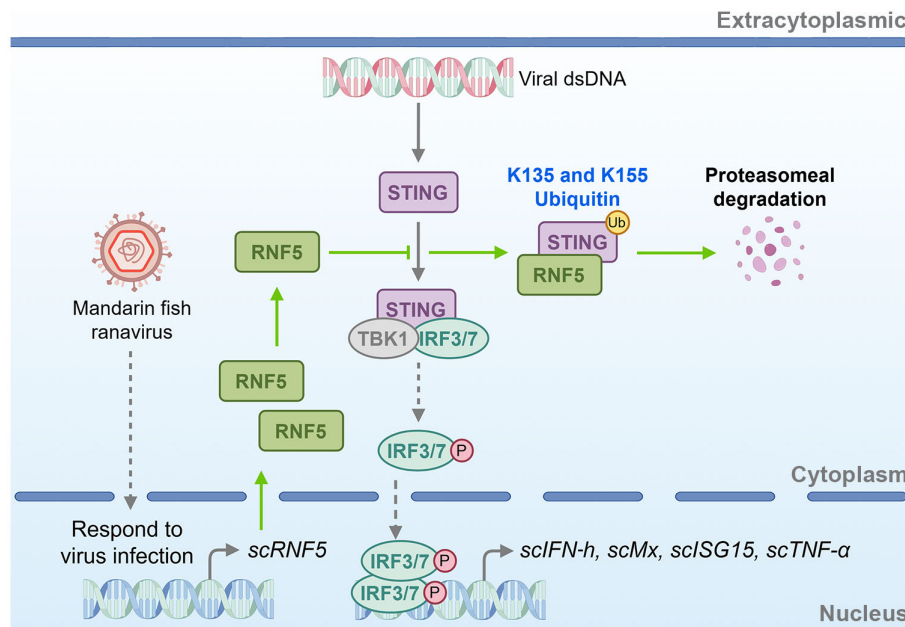 Extracytoplasmic
Viral dsDNA
STING
K135 and K155
Ubiquitin
Proteasomeal
degradation
Ub
STING
RNF5
RNF5
Mandarin fish
ranavirus
STING
TBK1
IRF3/7
RNF5
RNF5
IRF3/7
P
Cytoplasm
Respond to
virus infection
scRNF5
IRF3/7
P
IRF3/7
P
scIFN-h, scMx, scISG15, scTNF-α
Nucleus